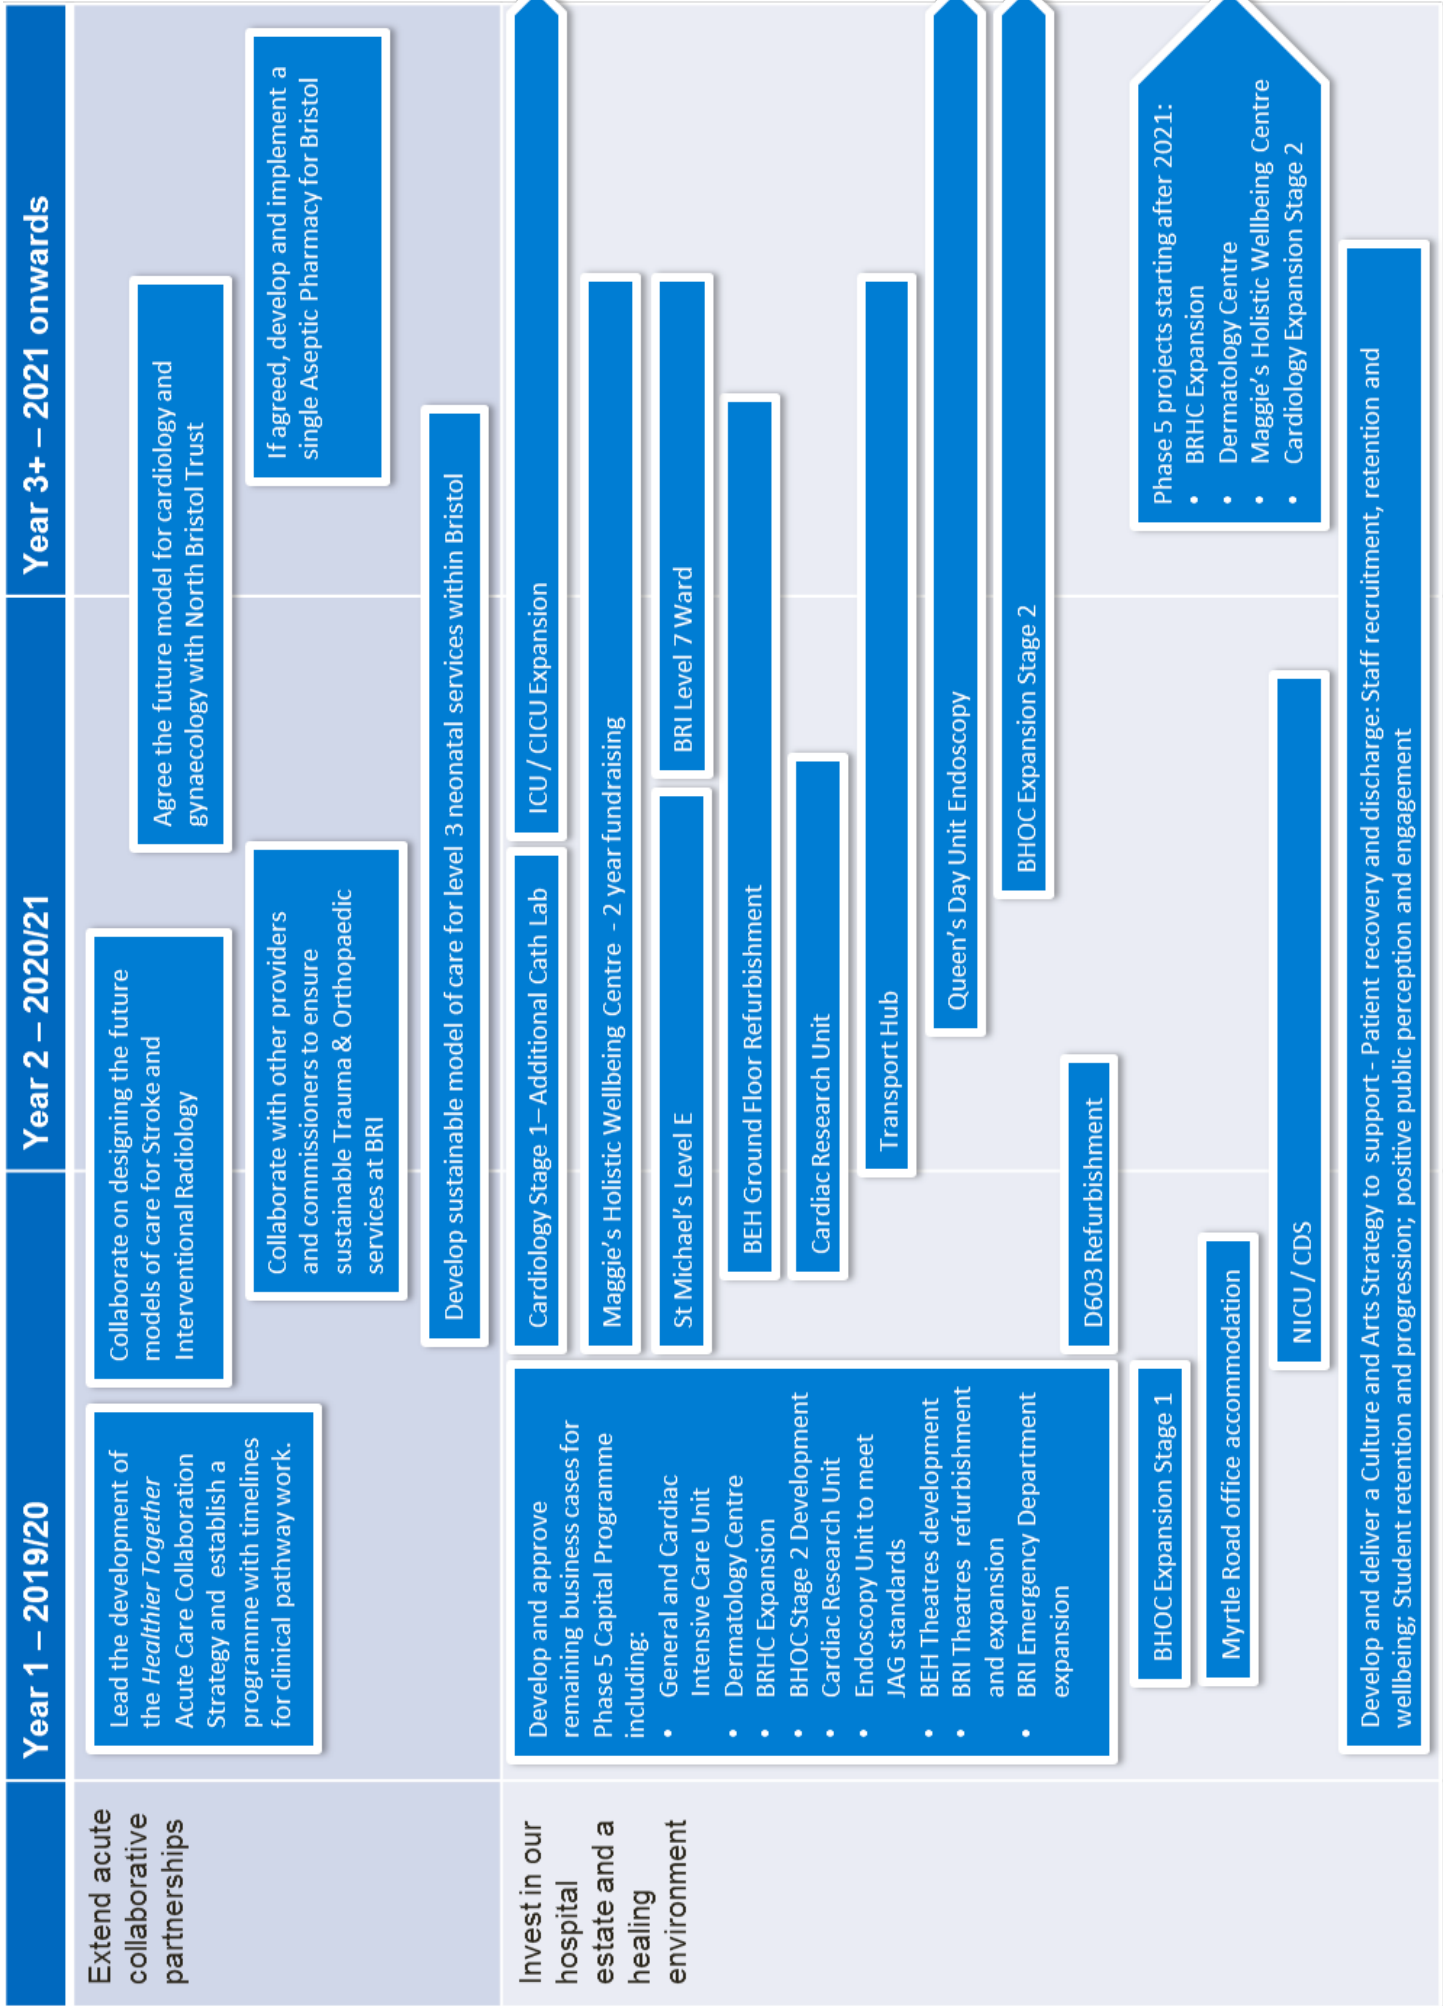 Year 1 – 2019/20
Year 2 – 2020/21
Year 3+ – 2021 onwards
Extend acute
collaborative
partnerships
Lead the development of
the Healthier Together
Acute Care Collaboration
Strategy and establish a
programme with timelines
for clinical pathway work.
Collaborate on designing the future
models of care for Stroke and
Interventional Radiology
Agree the future model for cardiology and
gynaecology with North Bristol Trust
Collaborate with other providers
and commissioners to ensure
sustainable Trauma & Orthopaedic
services at BRI
If agreed, develop and implement a
single Aseptic Pharmacy for Bristol
Develop sustainable model of care for level 3 neonatal services within Bristol
Invest in our
hospital
estate and a
healing
environment
Develop and approve
remaining business cases for
Phase 5 Capital Programme
including:
• General and Cardiac
Intensive Care Unit
• Dermatology Centre
• BRHC Expansion
• BHOC Stage 2 Development
• Cardiac Research Unit
• Endoscopy Unit to meet
JAG standards
• BEH Theatres development
• BRI Theatres refurbishment
and expansion
• BRI Emergency Department
expansion
Cardiology Stage 1 – Additional Cath Lab
ICU / CICU Expansion
Maggie's Holistic Wellbeing Centre - 2 year fundraising
St Michael's Level E
BRI Level 7 Ward
BEH Ground Floor Refurbishment
Cardiac Research Unit
Transport Hub
Queen's Day Unit Endoscopy
BHOC Expansion Stage 2
D603 Refurbishment
BHOC Expansion Stage 1
Phase 5 projects starting after 2021:
• BRHC Expansion
• Dermatology Centre
• Maggie's Holistic Wellbeing Centre
• Cardiology Expansion Stage 2
Myrtle Road office accommodation
NICU / CDS
Develop and deliver a Culture and Arts Strategy to support - Patient recovery and discharge: Staff recruitment, retention and
wellbeing; Student retention and progression; positive public perception and engagement